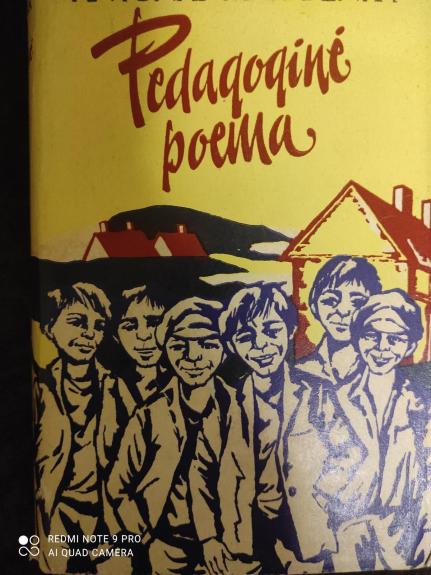 Pedagoginė
poema
REDMI NOTE 9 PRO
AI QUAD CAMERA